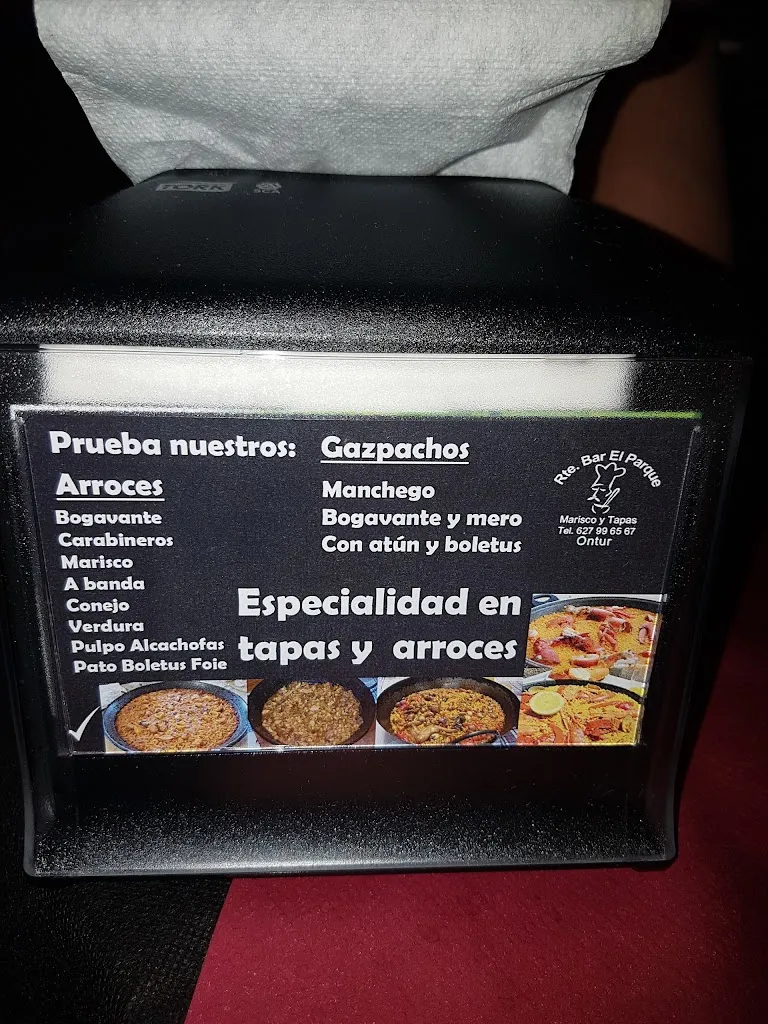 TORK
SCA
Prueba nuestros:
Arroces
Bogavante
Carabineros
Marisco
A banda
Conejo
Verdura
Pulpo Alcachofas
Pato Boletus Foie
Gazpachos
Manchego
Bogavante y mero
Con atún y boletus
Especialidad en
tapas y arroces
Rte. Bar El Parque
Marisco y Tapas
Tel. 627 99 65 67
Ontur